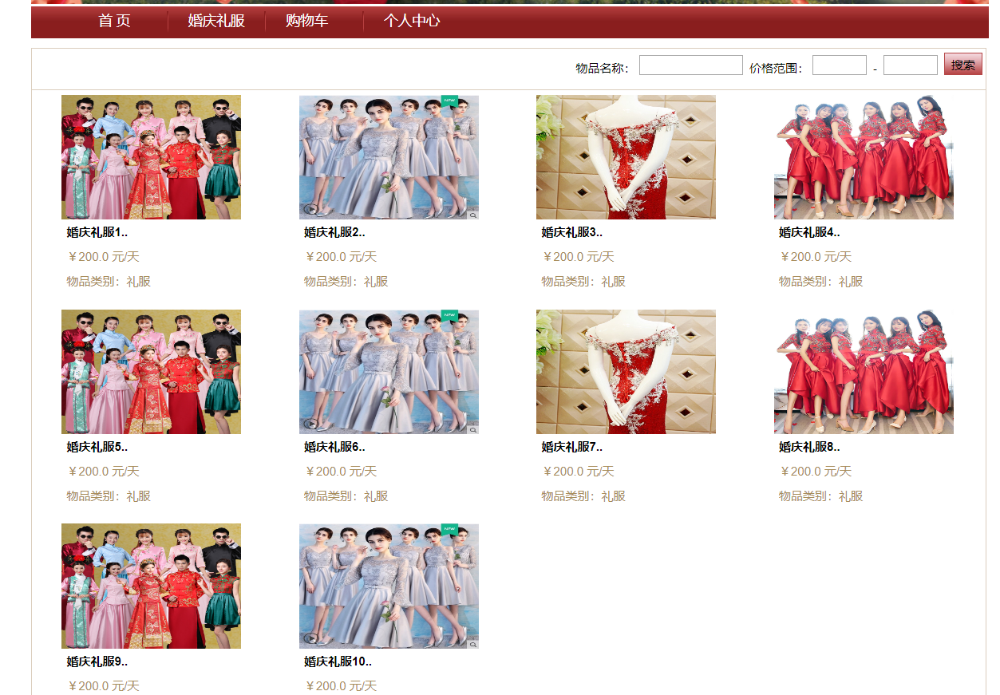 首 页 婚庆礼服 购物车 个人中心
物品名称： 价格范围： - 搜索
NEW
婚庆礼服1.. 婚庆礼服2.. 婚庆礼服3.. 婚庆礼服4..
￥200.0 元/天 ￥200.0 元/天 ￥200.0 元/天 ￥200.0 元/天
物品类别：礼服 物品类别：礼服 物品类别：礼服 物品类别：礼服
NEW
婚庆礼服5.. 婚庆礼服6.. 婚庆礼服7.. 婚庆礼服8..
￥200.0 元/天 ￥200.0 元/天 ￥200.0 元/天 ￥200.0 元/天
物品类别：礼服 物品类别：礼服 物品类别：礼服 物品类别：礼服
NEW
婚庆礼服9.. 婚庆礼服10..
￥200.0 元/天 ￥200.0 元/天